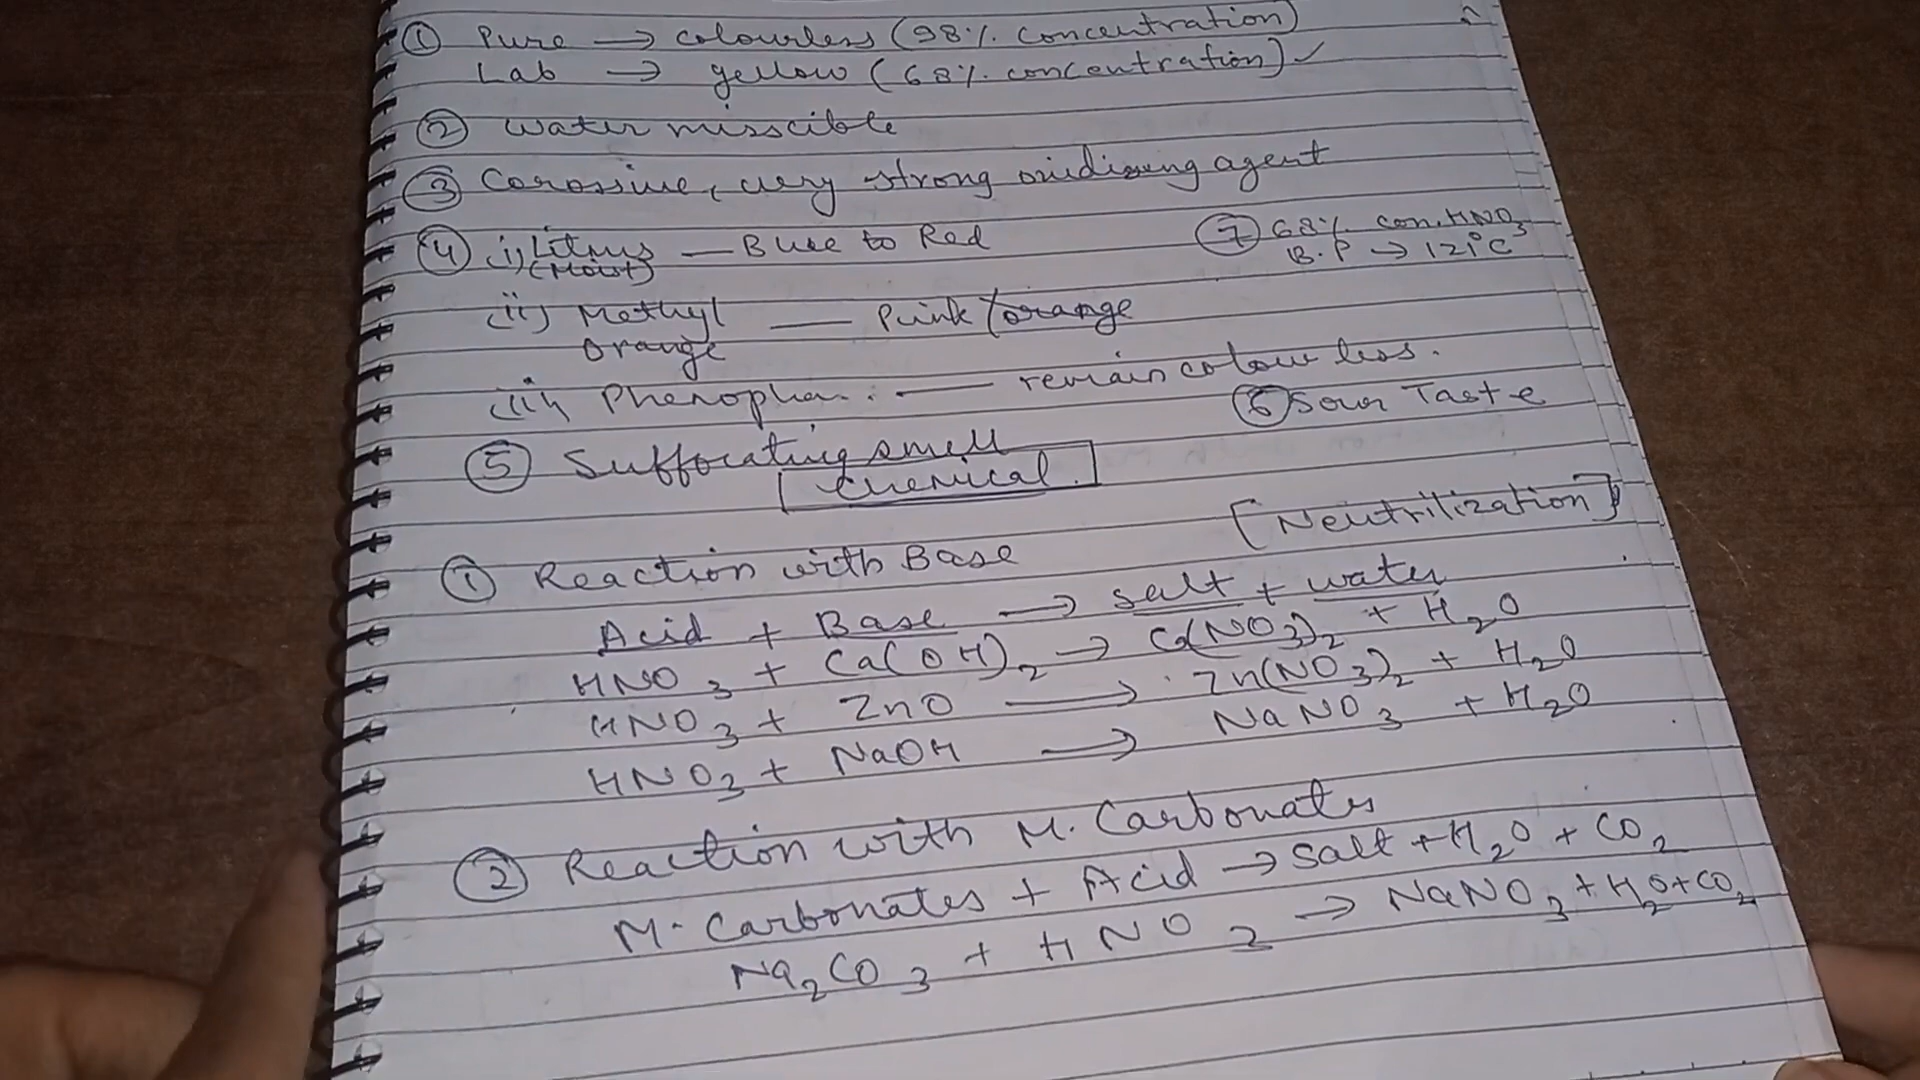 ① Pure → colourless (98% concentration)
Lab → yellow (68% concentration) ✓
② Water misscible
③ Corossive, very strong oxidising agent
④ i) Litmus — Blue to Red
(Moist)
⑦ 68% con. HNO3
B.P → 121°C
(ii) Methyl orange — Pink/orange
(iii) Phenopha.. — remain colourless.
⑥ Sour Taste
⑤ Suffocating smell
[Chemical.]
[Neutrilization]
① Reaction with Base
Acid + Base → salt + water
HNO3 + Ca(OH)2 → Ca(NO3)2 + H2O
HNO3 + ZnO → Zn(NO3)2 + H2O
HNO3 + NaOH → NaNO3 + H2O
② Reaction with M. Carbonates
M. Carbonates + Acid → Salt + H2O + CO2
Na2CO3 + HNO3 → NaNO3 + H2O + CO2